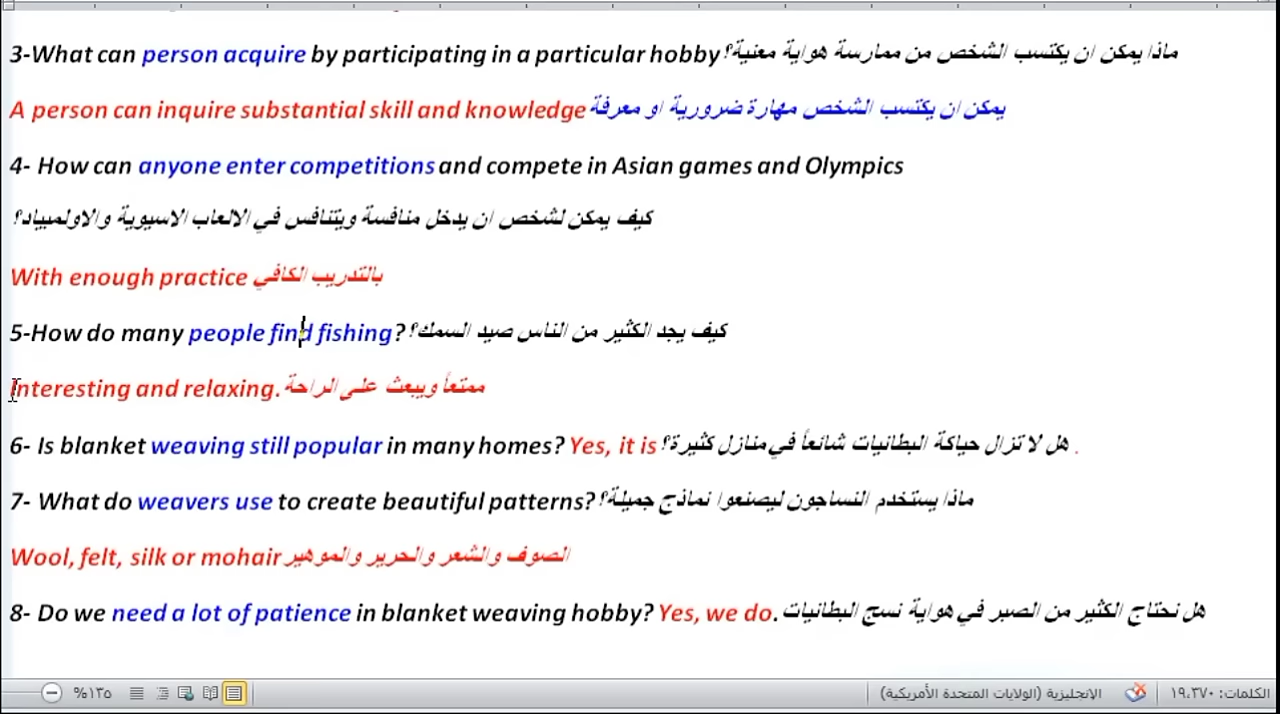 3-What can person acquire by participating in a particular hobby ماذا يمكن ان يكتسب الشخص من ممارسة هواية معنية؟
A person can inquire substantial skill and knowledge يمكن ان يكتسب الشخص مهارة ضرورية او معرفة
4- How can anyone enter competitions and compete in Asian games and Olympics
كيف يمكن لشخص ان يدخل منافسة ويتنافس في الالعاب الاسيوية والاولمبياد؟
With enough practice بالتدريب الكافي
5-How do many people find fishing? كيف يجد الكثير من الناس صيد السمك؟
Interesting and relaxing. ممتعاً ويبعث على الراحة
6- Is blanket weaving still popular in many homes? Yes, it is هل لا تزال حياكة البطانيات شائعاً في منازل كثيرة؟ .
7- What do weavers use to create beautiful patterns? ماذا يستخدم النساجون ليصنعوا نماذج جميلة؟
Wool, felt, silk or mohair الصوف والشعر والحرير والموهير
8- Do we need a lot of patience in blanket weaving hobby? Yes, we do. هل نحتاج الكثير من الصبر في هواية نسج البطانيات
الكلمات: ١٩،٣٧٠ الإنجليزية (الولايات المتحدة الأمريكية) ١٣٥%